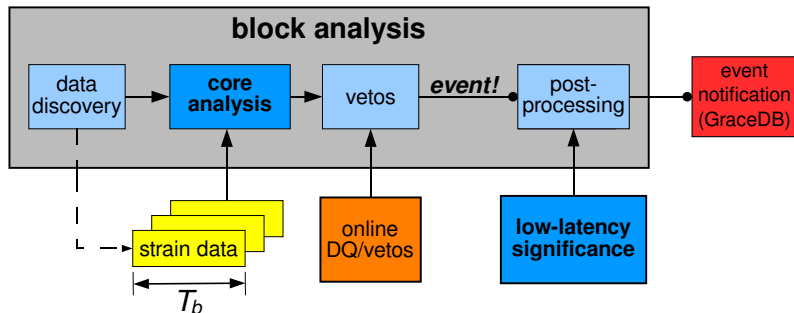 block analysis
data
discovery
core
analysis
vetos
event!
post-
processing
event
notification
(GraceDB)
strain data
online
DQ/vetos
low-latency
significance
T_b